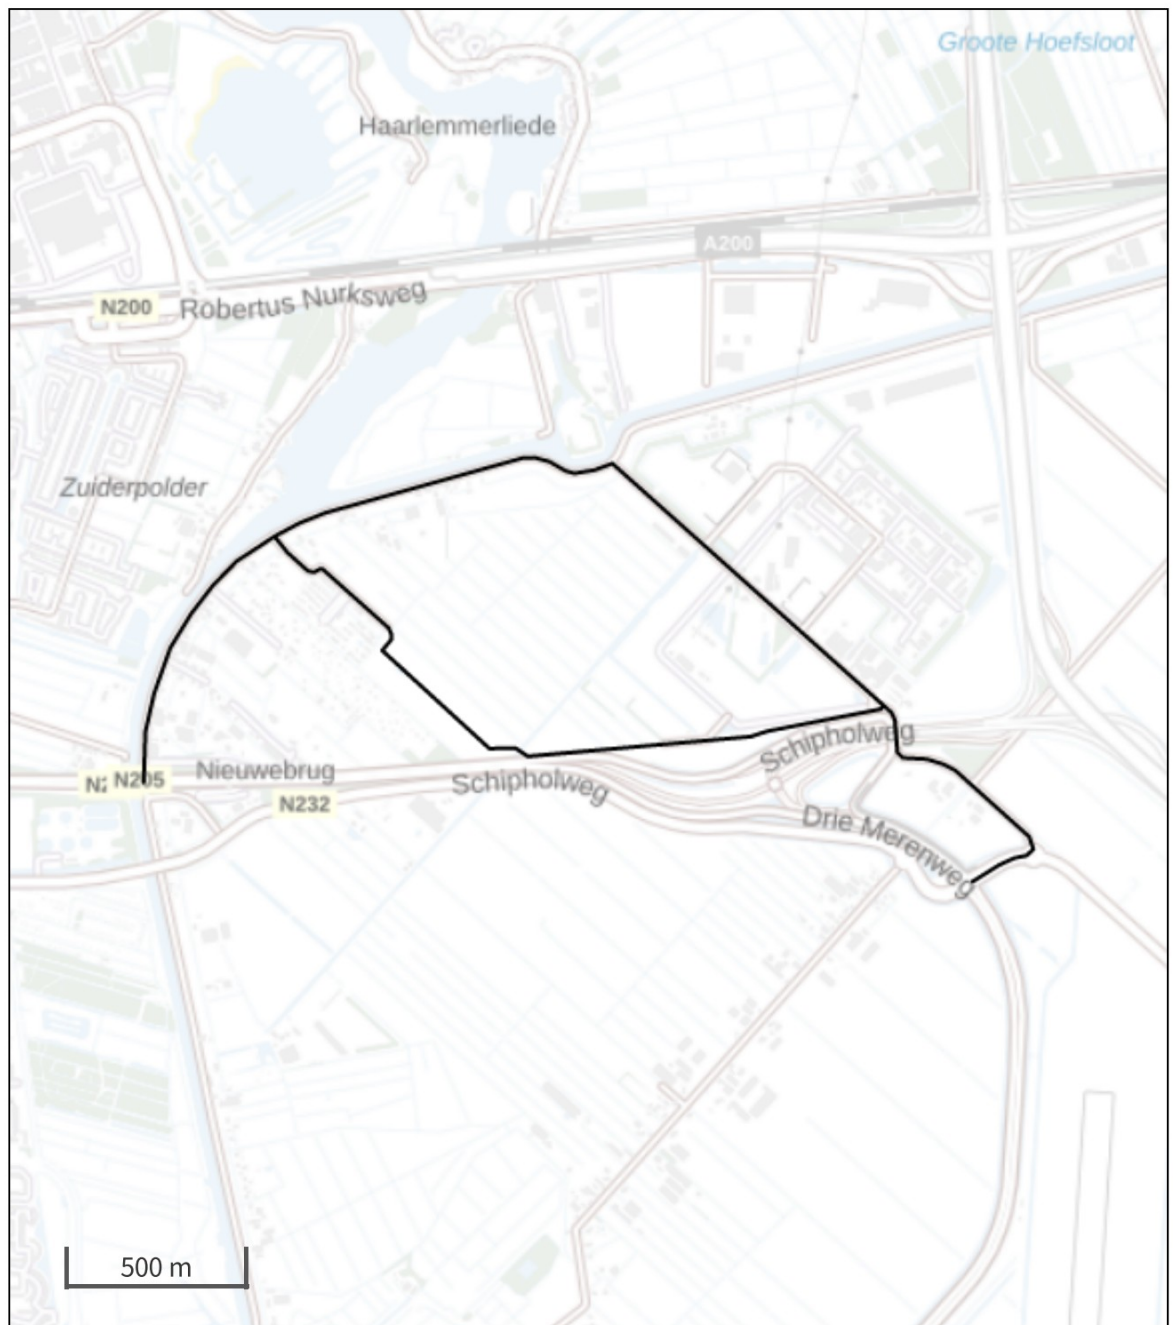 Groote Hoefsloot
Haarlemmerliede
A200
N200
Robertus Nurksweg
Zuiderpolder
Schipholweg
Nieuwebrug
N205
Schipholweg
N232
Drie Merenweg
500 m